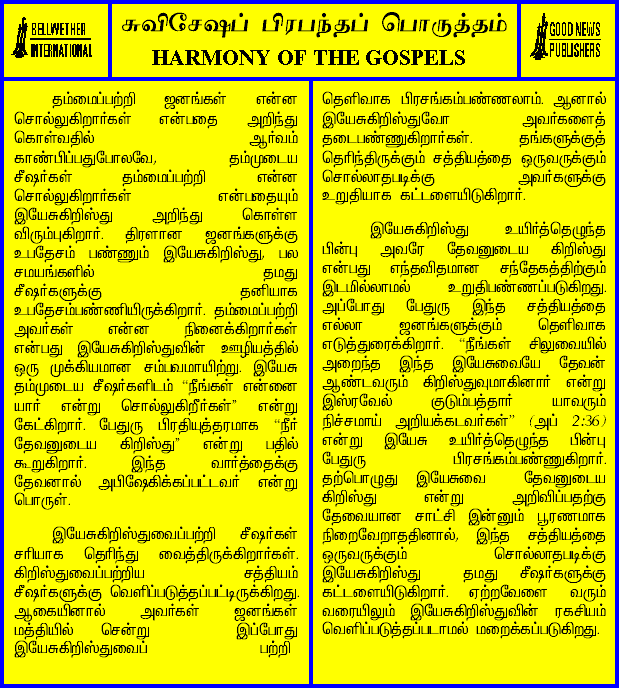 BELLWETHER
INTERNATIONAL
சுவிசேஷப் பிரபந்தப் பொருத்தம்
HARMONY OF THE GOSPELS
GOOD NEWS
PUBLISHERS
தம்மைப்பற்றி ஜனங்கள் என்ன
சொல்லுகிறார்கள் என்பதை அறிந்து
கொள்வதில் ஆர்வம்
காண்பிப்பதுபோலவே, தம்முடைய
சீஷர்கள் தம்மைப்பற்றி என்ன
சொல்லுகிறார்கள் என்பதையும்
இயேசுகிறிஸ்து அறிந்து கொள்ள
விரும்புகிறார். திரளான ஜனங்களுக்கு
உபதேசம் பண்ணும் இயேசுகிறிஸ்து, பல
சமயங்களில் தமது
சீஷர்களுக்கு தனியாக
உபதேசம்பண்ணியிருக்கிறார். தம்மைப்பற்றி
அவர்கள் என்ன நினைக்கிறார்கள்
என்பது இயேசுகிறிஸ்துவின் ஊழியத்தில்
ஒரு முக்கியமான சம்பவமாயிற்று. இயேசு
தம்முடைய சீஷர்களிடம் “நீங்கள் என்னை
யார் என்று சொல்லுகிறீர்கள்” என்று
கேட்கிறார். பேதுரு பிரதியுத்தரமாக “நீர்
தேவனுடைய கிறிஸ்து” என்று பதில்
கூறுகிறார். இந்த வார்த்தைக்கு
தேவனால் அபிஷேகிக்கப்பட்டவர் என்று
பொருள்.
இயேசுகிறிஸ்துவைப்பற்றி சீஷர்கள்
சரியாக தெரிந்து வைத்திருக்கிறார்கள்.
கிறிஸ்துவைப்பற்றிய சத்தியம்
சீஷர்களுக்கு வெளிப்படுத்தப்பட்டிருக்கிறது.
ஆகையினால் அவர்கள் ஜனங்கள்
மத்தியில் சென்று இப்போது
இயேசுகிறிஸ்துவைப் பற்றி
தெளிவாக பிரசங்கம்பண்ணலாம். ஆனால்
இயேசுகிறிஸ்துவோ அவர்களைத்
தடைபண்ணுகிறார்கள். தங்களுக்குத்
தெரிந்திருக்கும் சத்தியத்தை ஒருவருக்கும்
சொல்லாதபடிக்கு அவர்களுக்கு
உறுதியாக கட்டளையிடுகிறார்.
இயேசுகிறிஸ்து உயிர்த்தெழுந்த
பின்பு அவரே தேவனுடைய கிறிஸ்து
என்பது எந்தவிதமான சந்தேகத்திற்கும்
இடமில்லாமல் உறுதிபண்ணப்படுகிறது.
அப்போது பேதுரு இந்த சத்தியத்தை
எல்லா ஜனங்களுக்கும் தெளிவாக
எடுத்துரைக்கிறார். “நீங்கள் சிலுவையில்
அறைந்த இந்த இயேசுவையே தேவன்
ஆண்டவரும் கிறிஸ்துவுமாகினார் என்று
இஸ்ரவேல் குடும்பத்தார் யாவரும்
நிச்சமாய் அறியக்கடவர்கள்” (அப் 2:36)
என்று இயேசு உயிர்த்தெழுந்த பின்பு
பேதுரு பிரசங்கம்பண்ணுகிறார்.
தற்பொழுது இயேசுவை தேவனுடைய
கிறிஸ்து என்று அறிவிப்பதற்கு
தேவையான சாட்சி இன்னும் பூரணமாக
நிறைவேறாததினால், இந்த சத்தியத்தை
ஒருவருக்கும் சொல்லாதபடிக்கு
இயேசுகிறிஸ்து தமது சீஷர்களுக்கு
கட்டளையிடுகிறார். ஏற்றவேளை வரும்
வரையிலும் இயேசுகிறிஸ்துவின் ரகசியம்
வெளிப்படுத்தப்படாமல் மறைக்கப்படுகிறது.